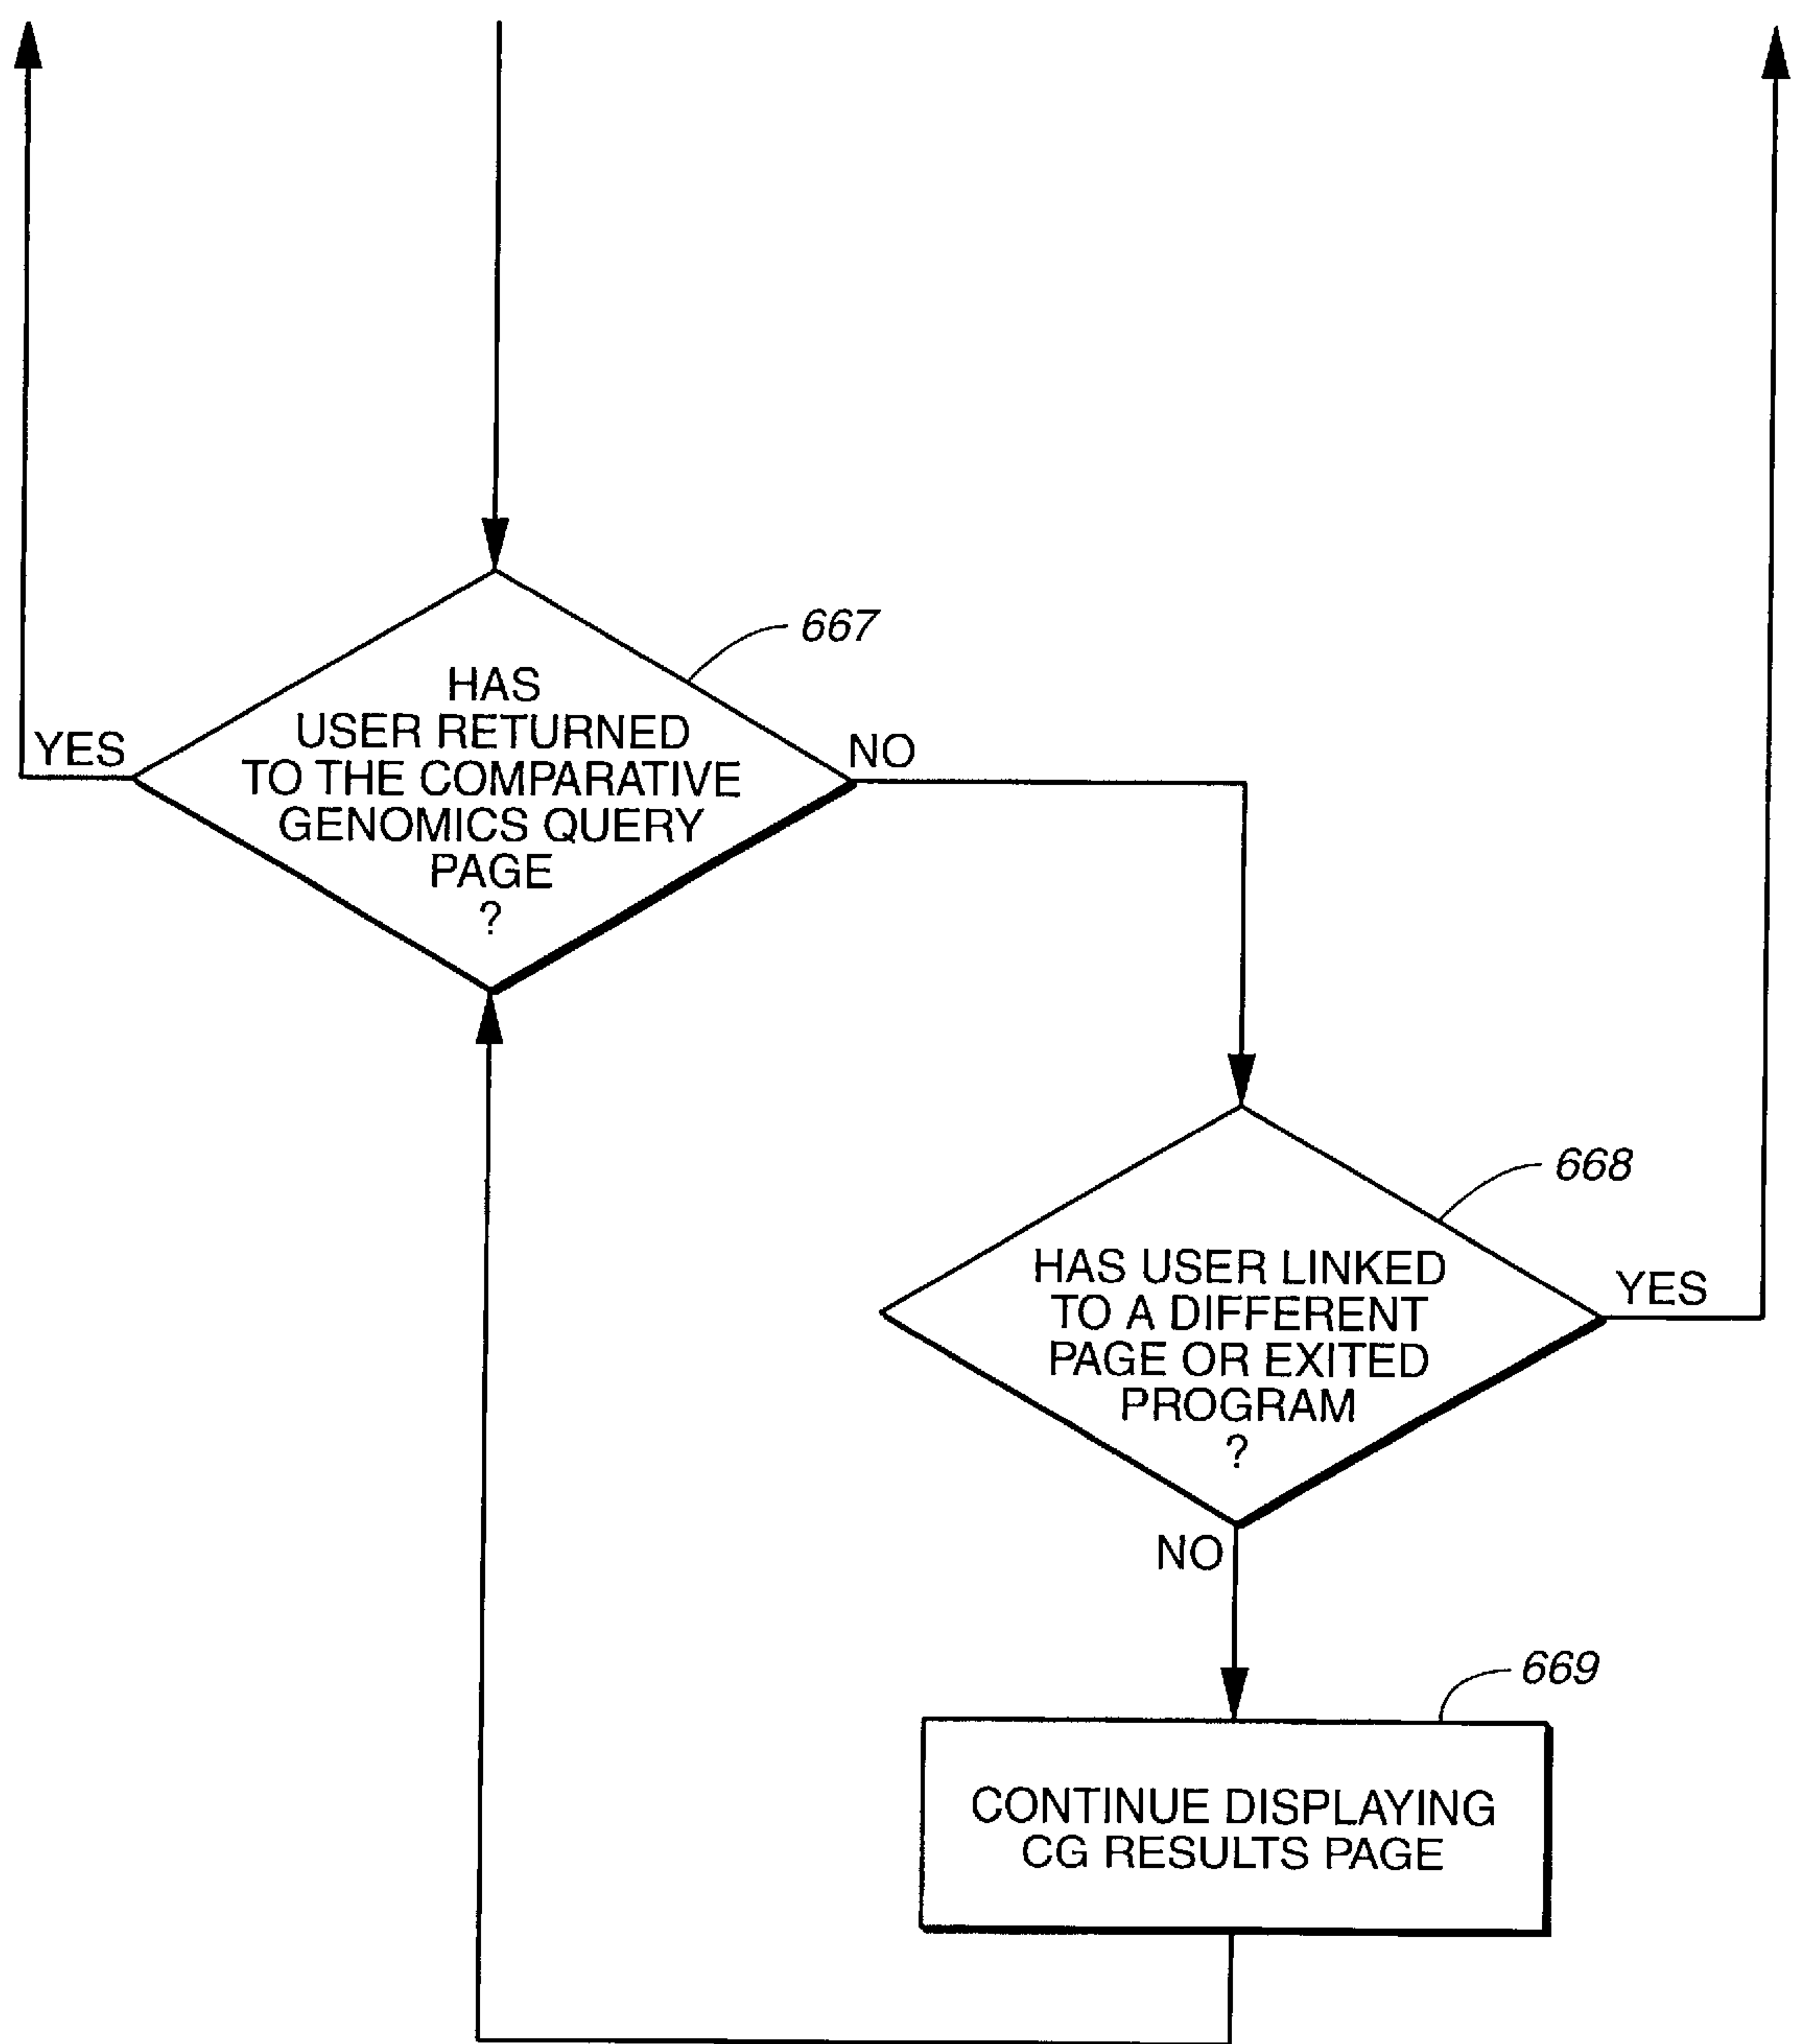 667
HAS
USER RETURNED
TO THE COMPARATIVE
GENOMICS QUERY
PAGE
?
YES
NO
668
HAS USER LINKED
TO A DIFFERENT
PAGE OR EXITED
PROGRAM
?
YES
NO
669
CONTINUE DISPLAYING
CG RESULTS PAGE